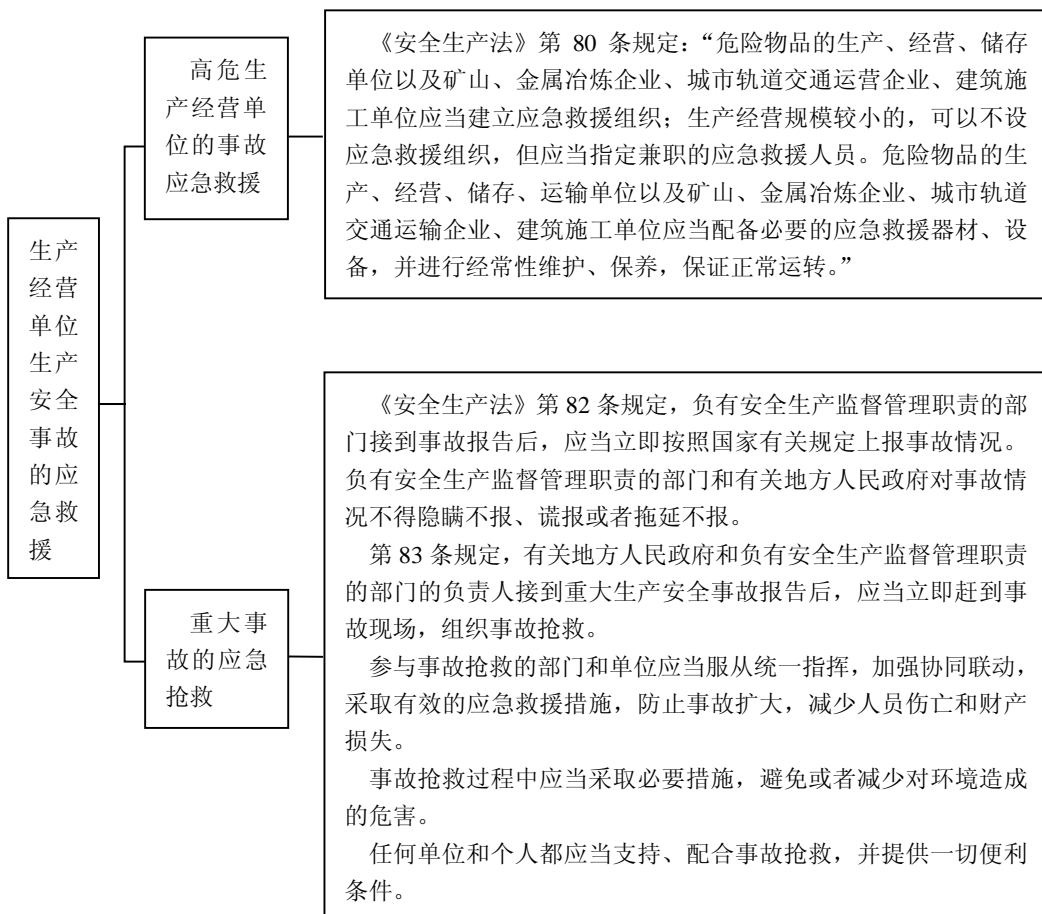 生产
经营
单位
生产
安全
事故
的应
急救
援
高危生
产经营单
位的事故
应急救援
《安全生产法》第 80 条规定：“危险物品的生产、经营、储存
单位以及矿山、金属冶炼企业、城市轨道交通运营企业、建筑施
工单位应当建立应急救援组织；生产经营规模较小的，可以不设
应急救援组织，但应当指定兼职的应急救援人员。危险物品的生
产、经营、储存、运输单位以及矿山、金属冶炼企业、城市轨道
交通运输企业、建筑施工单位应当配备必要的应急救援器材、设
备，并进行经常性维护、保养，保证正常运转。”
重大事
故的应急
抢救
《安全生产法》第 82 条规定，负有安全生产监督管理职责的部
门接到事故报告后，应当立即按照国家有关规定上报事故情况。
负有安全生产监督管理职责的部门和有关地方人民政府对事故情
况不得隐瞒不报、谎报或者拖延不报。
第 83 条规定，有关地方人民政府和负有安全生产监督管理职责
的部门的负责人接到重大生产安全事故报告后，应当立即赶到事
故现场，组织事故抢救。
参与事故抢救的部门和单位应当服从统一指挥，加强协同联动，
采取有效的应急救援措施，防止事故扩大，减少人员伤亡和财产
损失。
事故抢救过程中应当采取必要措施，避免或者减少对环境造成
的危害。
任何单位和个人都应当支持、配合事故抢救，并提供一切便利
条件。